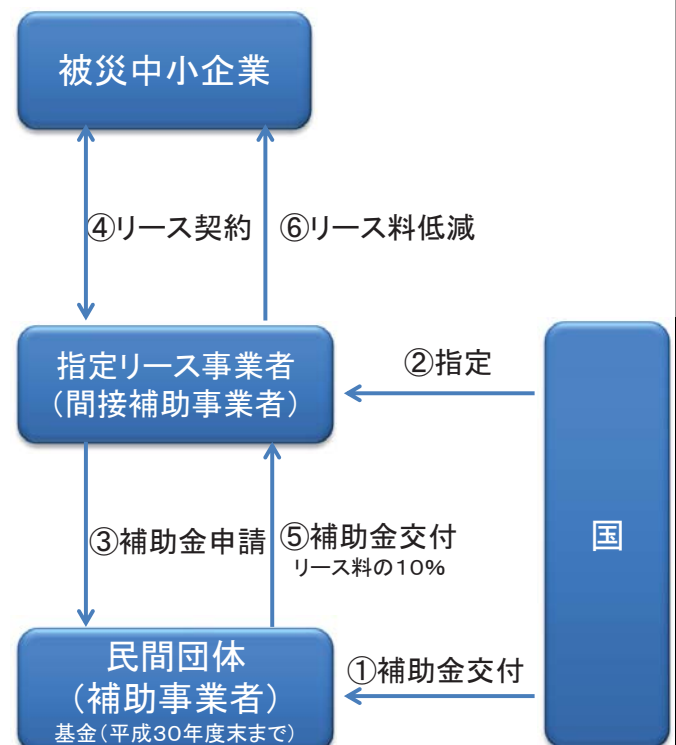 被災中小企業
④リース契約
⑥リース料低減
指定リース事業者
（間接補助事業者）
②指定
③補助金申請
⑤補助金交付
リース料の10%
国
民間団体
（補助事業者）
基金（平成30年度末まで）
①補助金交付